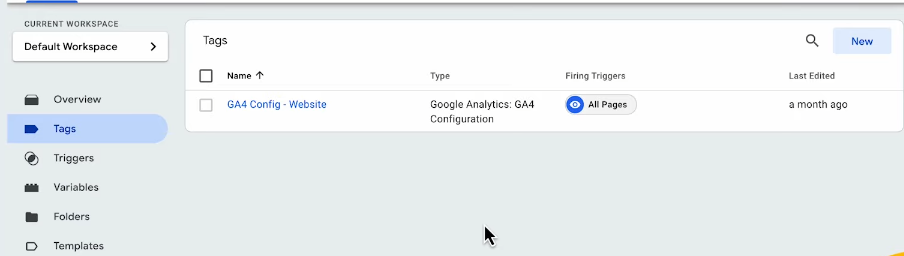 CURRENT WORKSPACE
Default Workspace
Overview
Tags
Triggers
Variables
Folders
Templates
Tags
New
Name
Type
Firing Triggers
Last Edited
GA4 Config - Website
Google Analytics: GA4
Configuration
All Pages
a month ago